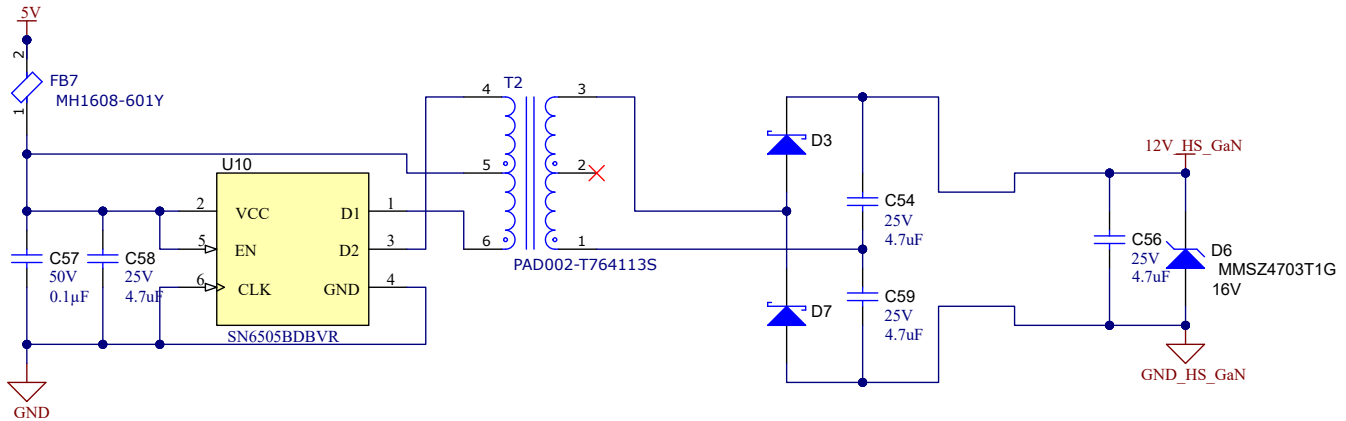 5V
2
FB7
MH1608-601Y
1
U10
2
VCC
5
EN
6
CLK
D1
1
D2
3
GND
4
SN6505BDBVR
C57
50V
0.1µF
C58
25V
4.7uF
GND
T2
4
5
6
3
2
1
PAD002-T764113S
D3
D7
C54
25V
4.7uF
C59
25V
4.7uF
12V_HS_GaN
C56
25V
4.7uF
D6
MMSZ4703T1G
16V
GND_HS_GaN